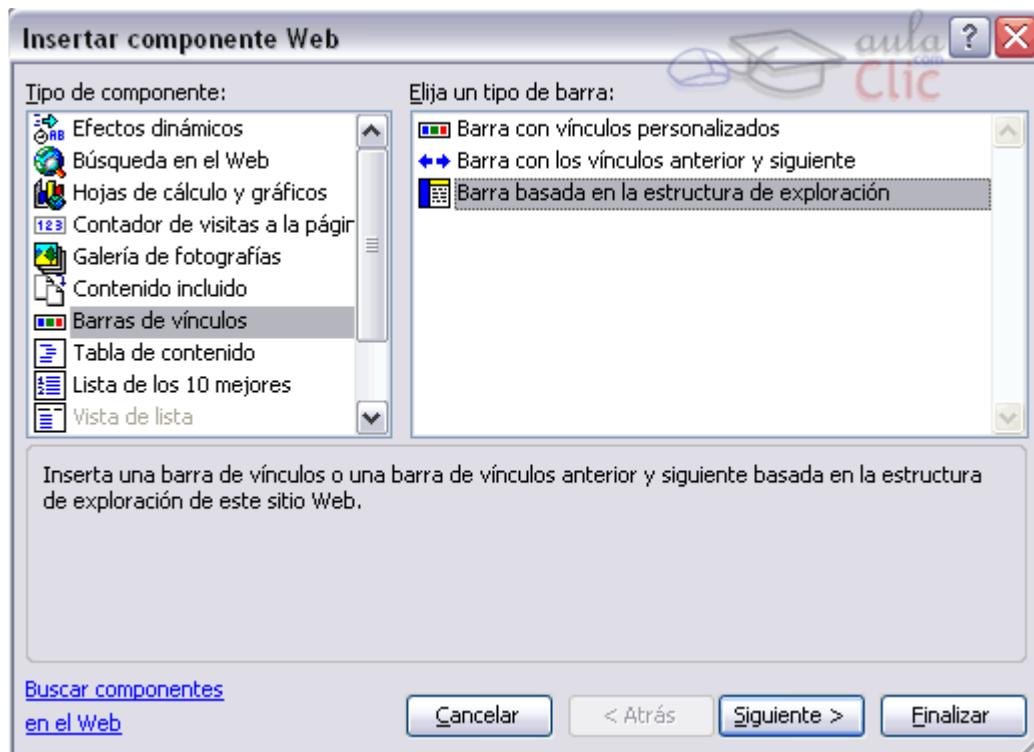 Insertar componente Web
aula
.com
Clic
Tipo de componente:
Efectos dinámicos
Búsqueda en el Web
Hojas de cálculo y gráficos
123 Contador de visitas a la págir
Galería de fotografías
Contenido incluido
Barras de vínculos
Tabla de contenido
Lista de los 10 mejores
Vista de lista
Elija un tipo de barra:
Barra con vínculos personalizados
Barra con los vínculos anterior y siguiente
Barra basada en la estructura de exploración
Inserta una barra de vínculos o una barra de vínculos anterior y siguiente basada en la estructura
de exploración de este sitio Web.
Buscar componentes
en el Web
Cancelar
< Atrás
Siguiente >
Finalizar